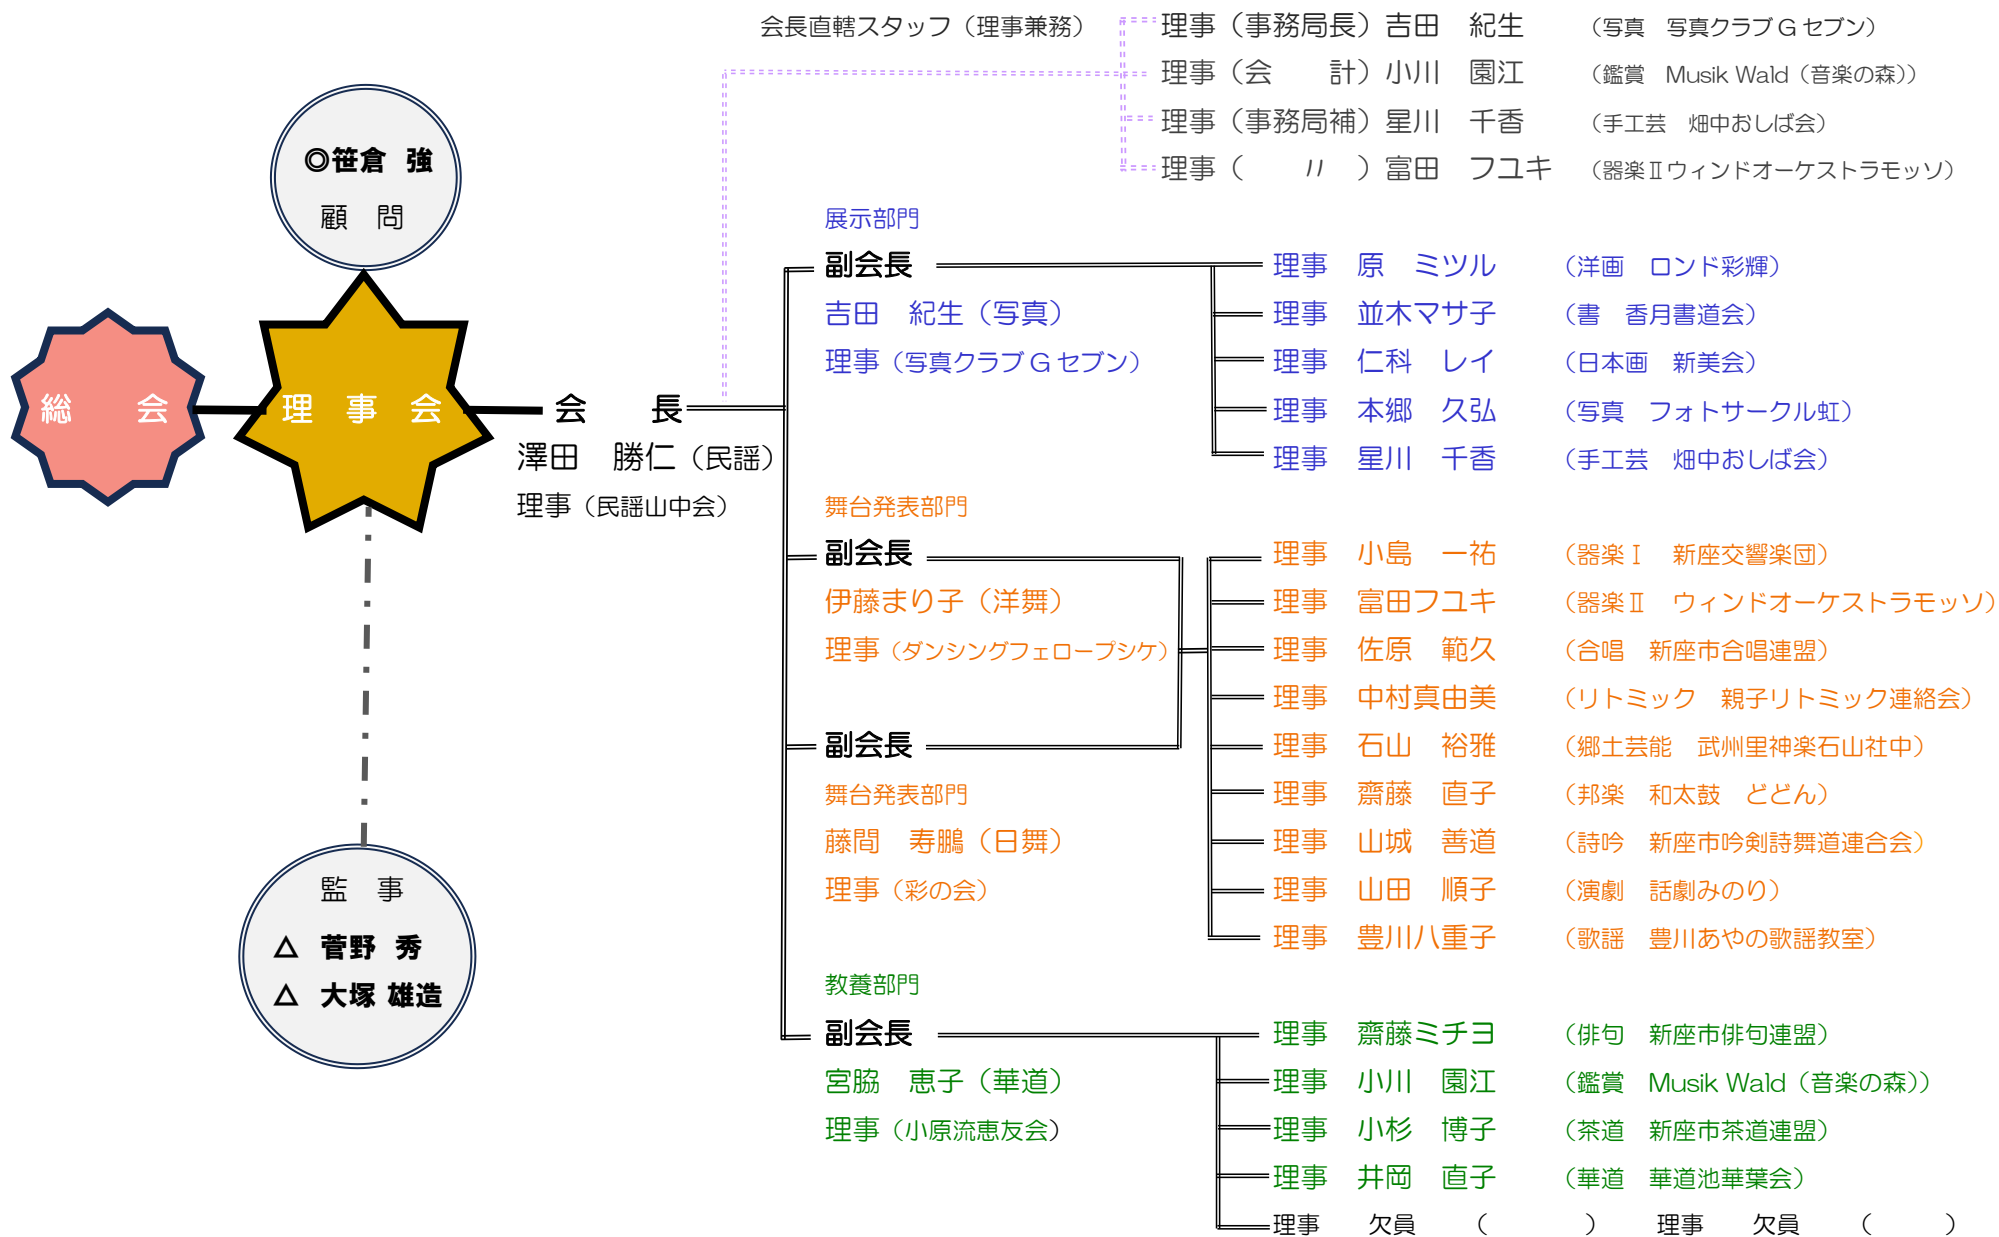 会長直轄スタッフ（理事兼務）
理事（事務局長）吉田　紀生　（写真　写真クラブGセブン）
理事（会　　計）小川　園江　（鑑賞　Musik Wald（音楽の森））
理事（事務局補）星川　千香　（手工芸　畑中おしば会）
理事（　　〃　）富田　フユキ　（器楽Ⅱウィンドオーケストラモッソ）
◎笹倉　強
顧　問
総　会
理　事　会
会　長
澤田　勝仁（民謡）
理事（民謡山中会）
監　事
△　菅野　秀
△　大塚　雄造
展示部門
副会長
吉田　紀生（写真）
理事（写真クラブGセブン）
理事　原　ミツル　（洋画　ロンド彩輝）
理事　並木マサ子　（書　香月書道会）
理事　仁科　レイ　（日本画　新美会）
理事　本郷　久弘　（写真　フォトサークル虹）
理事　星川　千香　（手工芸　畑中おしば会）
舞台発表部門
副会長
伊藤まり子（洋舞）
理事（ダンシングフェロープシケ）
副会長
舞台発表部門
藤間　寿鵬（日舞）
理事（彩の会）
理事　小島　一祐　（器楽Ⅰ　新座交響楽団）
理事　富田フユキ　（器楽Ⅱ　ウィンドオーケストラモッソ）
理事　佐原　範久　（合唱　新座市合唱連盟）
理事　中村真由美　（リトミック　親子リトミック連絡会）
理事　石山　裕雅　（郷土芸能　武州里神楽石山社中）
理事　齋藤　直子　（邦楽　和太鼓　どどん）
理事　山城　善道　（詩吟　新座市吟剣詩舞道連合会）
理事　山田　順子　（演劇　話劇みのり）
理事　豊川八重子　（歌謡　豊川あやの歌謡教室）
教養部門
副会長
宮脇　恵子（華道）
理事（小原流恵友会）
理事　齋藤ミチヨ　（俳句　新座市俳句連盟）
理事　小川　園江　（鑑賞　Musik Wald（音楽の森））
理事　小杉　博子　（茶道　新座市茶道連盟）
理事　井岡　直子　（華道　華道池華葉会）
理事　欠員　（　　　　）　理事　欠員　（　　　）